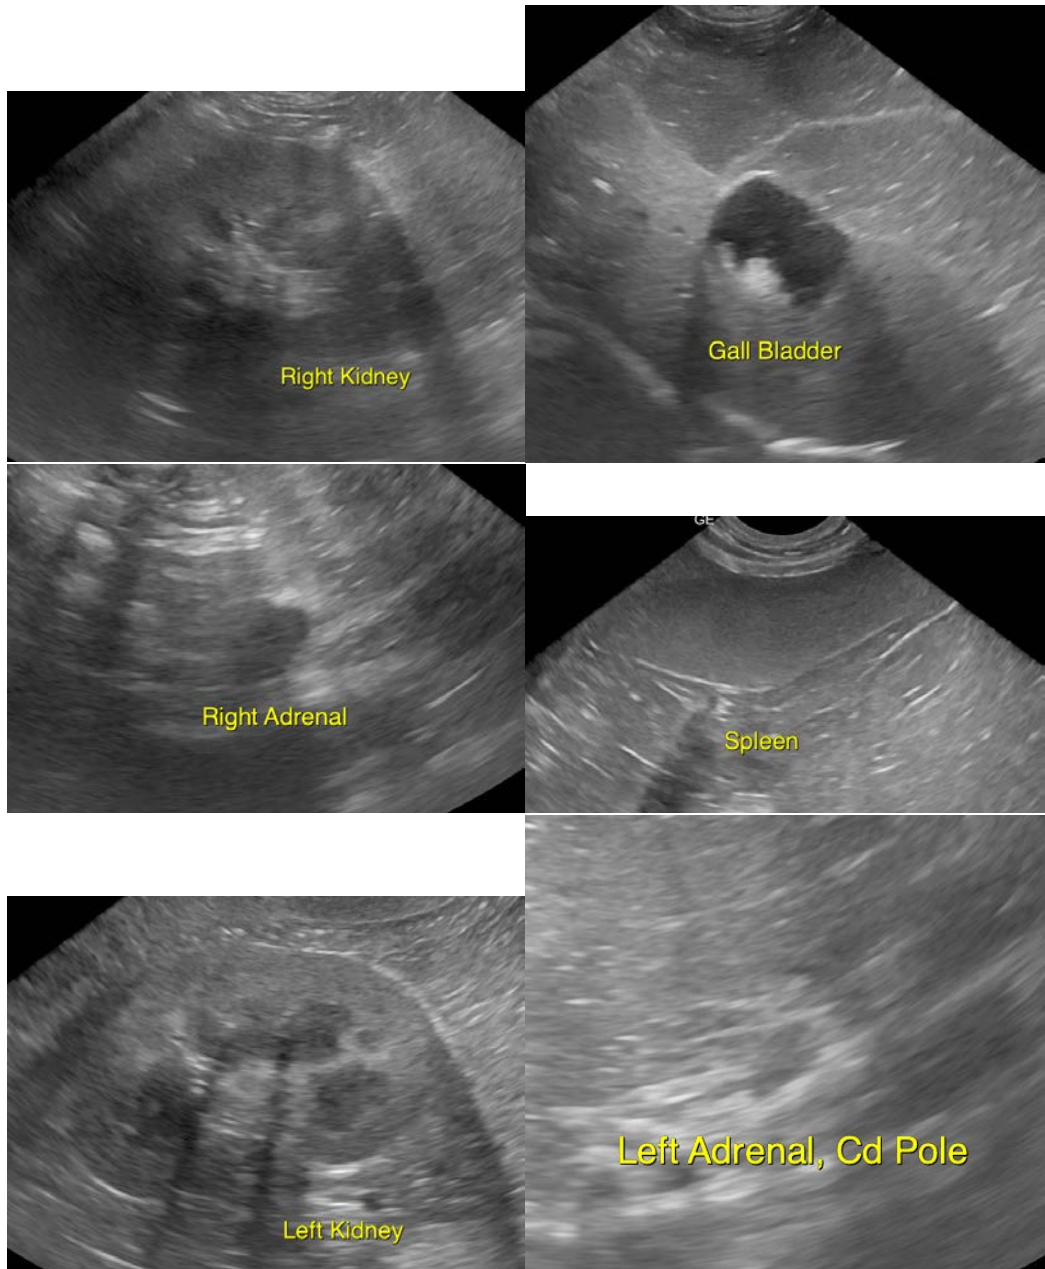 Right Kidney
Gall Bladder
Right Adrenal
GE
Spleen
Left Kidney
Left Adrenal, Cd Pole